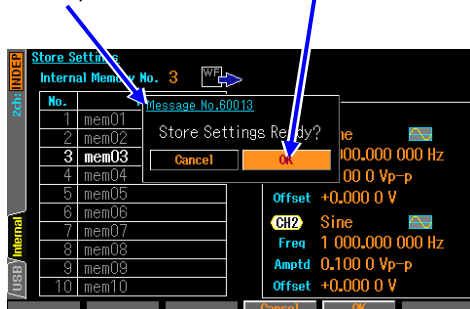 Store Settings
Internal Memory No. 3 WF
2ch: INDEP
No.
1 mem01
2 mem02
3 mem03
4 mem04
5 mem05
6 mem06
7 mem07
8 mem08
9 mem09
10 mem10
Internal
USB
Message No.60013
Store Settings Ready?
Cancel OK
000.000 000 Hz
00 0 Vp-p
Offset +0.000 0 V
CH2 Sine
Freq 1 000.000 000 Hz
Amptd 0.100 0 Vp-p
Offset +0.000 0 V
Cancel OK